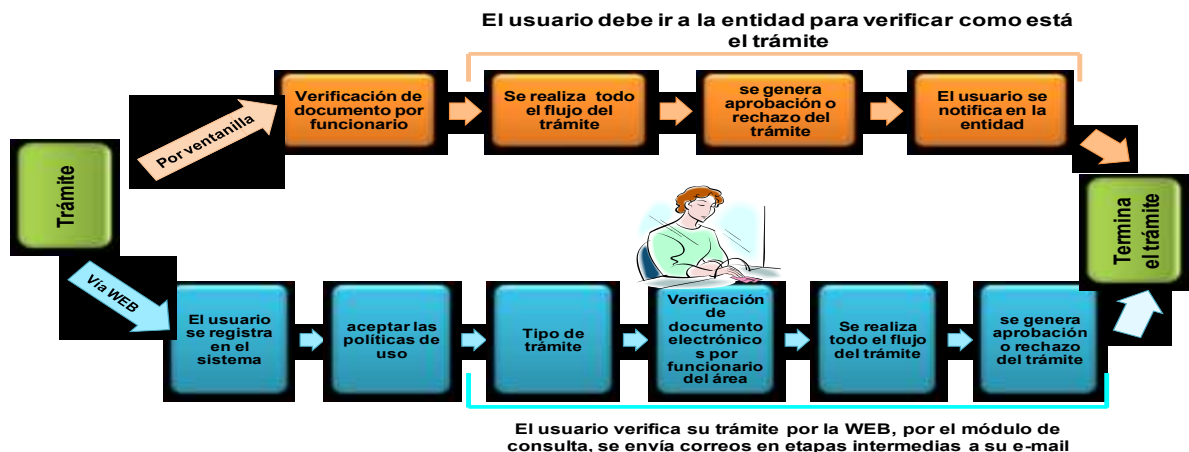 El usuario debe ir a la entidad para verificar como está
el trámite
Verificación de
documento por
funcionario
Se realiza todo
el flujo del
trámite
se genera
aprobación o
rechazo del
trámite
El usuario se
notifica en la
entidad
Por ventanilla
Trámite
Termina
el trámite
Vía WEB
El usuario
se registra
en el
sistema
aceptar las
políticas de
uso
Tipo de
trámite
Verificación
de
documento
electrónico
s por
funcionario
del área
Se realiza
todo el flujo
del trámite
se genera
aprobación
o rechazo
del trámite
El usuario verifica su trámite por la WEB, por el módulo de
consulta, se envía correos en etapas intermedias a su e-mail